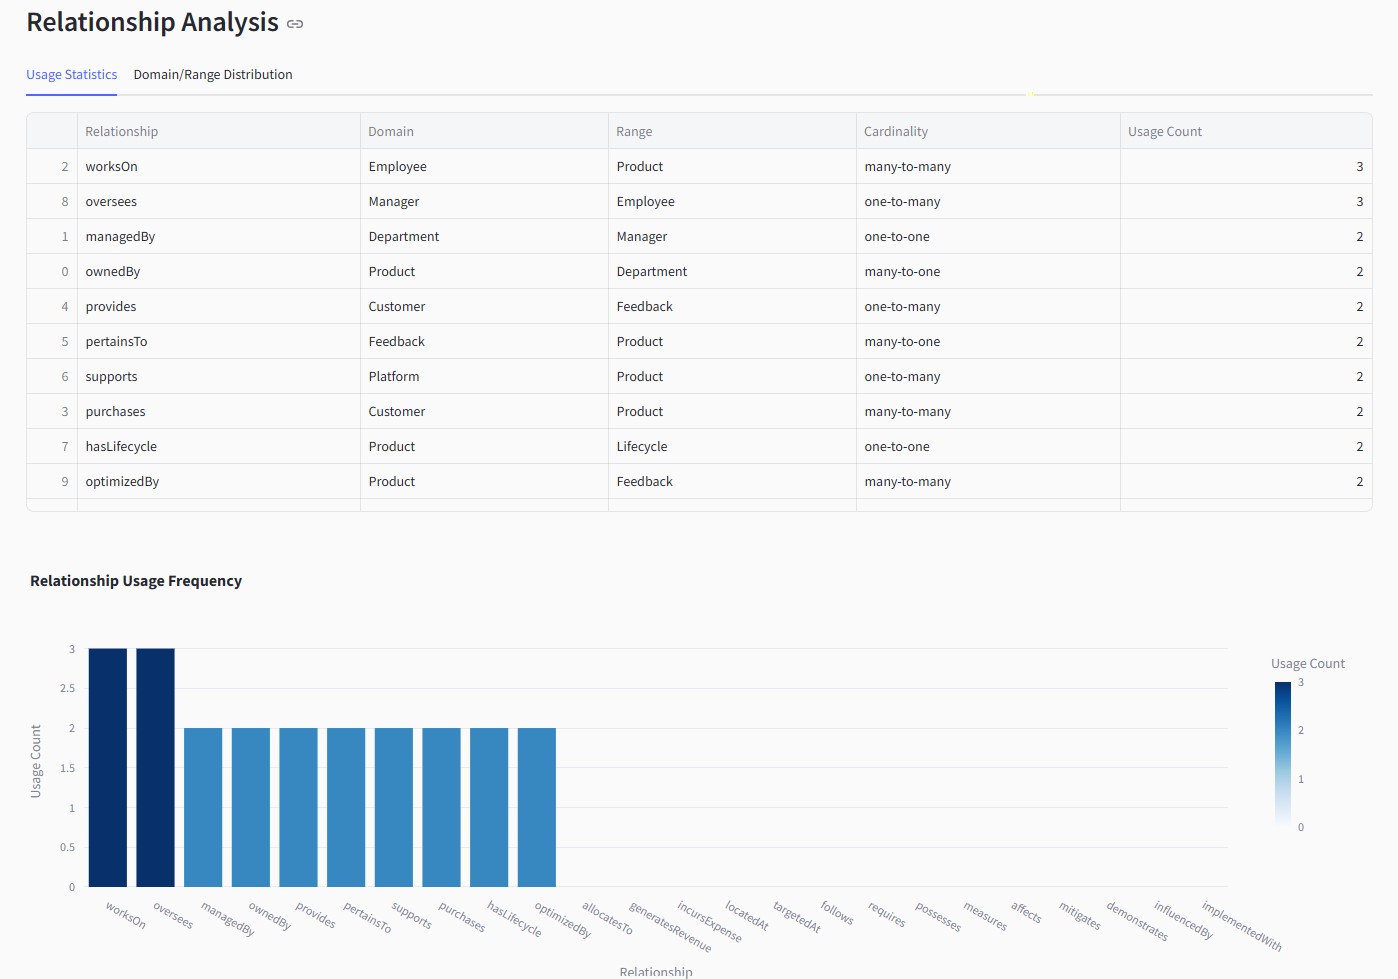 Relationship Analysis
Usage Statistics Domain/Range Distribution
Relationship Domain Range Cardinality Usage Count
2 worksOn Employee Product many-to-many 3
8 oversees Manager Employee one-to-many 3
1 managedBy Department Manager one-to-one 2
0 ownedBy Product Department many-to-one 2
4 provides Customer Feedback one-to-many 2
5 pertainsTo Feedback Product many-to-one 2
6 supports Platform Product one-to-many 2
3 purchases Customer Product many-to-many 2
7 hasLifecycle Product Lifecycle one-to-one 2
9 optimizedBy Product Feedback many-to-many 2
Relationship Usage Frequency
Usage Count
3
2.5
2
1.5
1
0.5
0
worksOn oversees managedBy ownedBy provides pertainsTo supports purchases hasLifecycle optimizedBy allocatesTo generatesRevenue incursExpense locatedAt targetedAt follows requires possesses measures affects mitigates demonstrates influencedBy implementedWith
Relationship
Usage Count
3
2
1
0